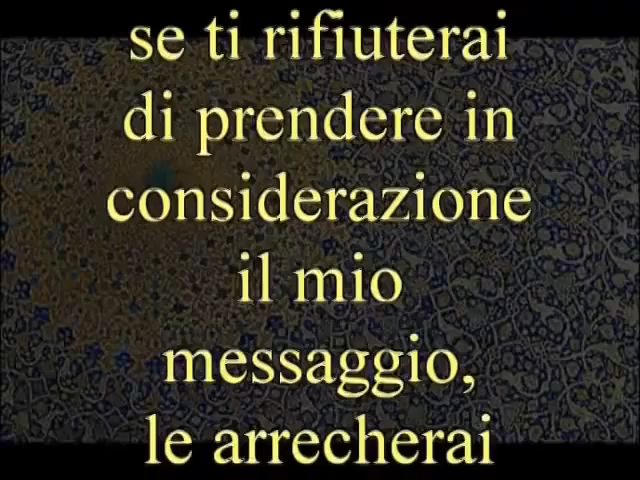 se ti rifiuterai
di prendere in
considerazione
il mio
messaggio,
le arrecherai